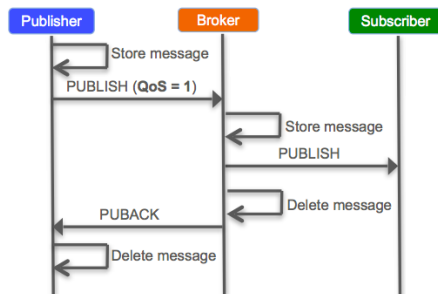 Publisher
Broker
Subscriber
Store message
PUBLISH (QoS = 1)
Store message
PUBLISH
Delete message
PUBACK
Delete message